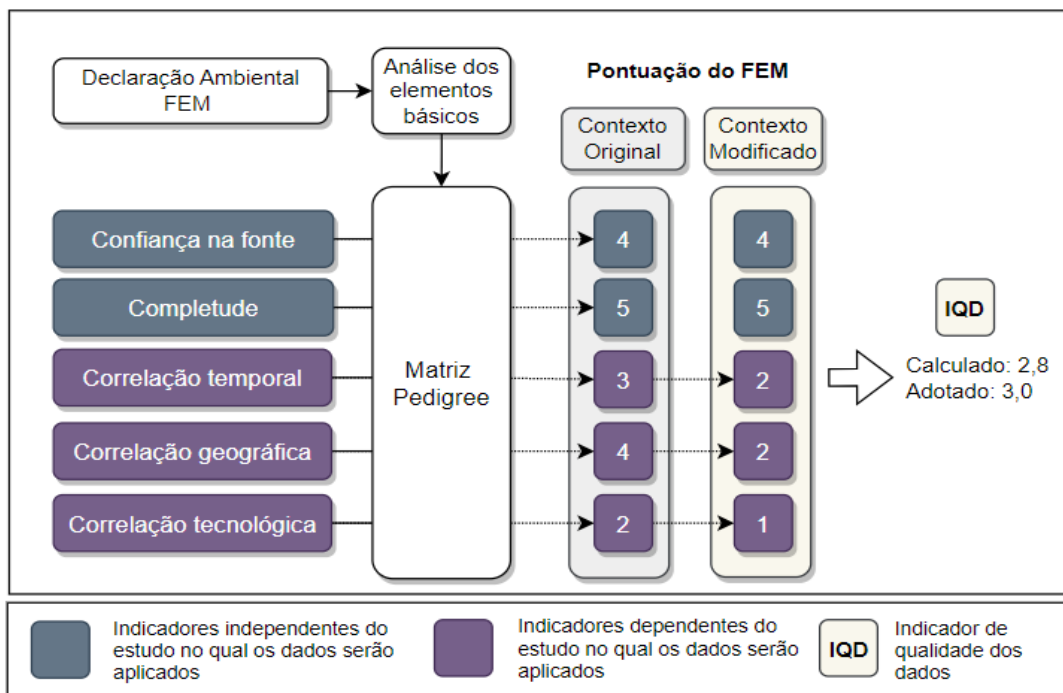 Declaração Ambiental
FEM
Análise dos
elementos
básicos
Pontuação do FEM
Contexto
Original
Contexto
Modificado
Confiança na fonte
4
4
Completude
5
5
IQD
Correlação temporal
Matriz
Pedigree
3
2
Calculado: 2,8
Adotado: 3,0
Correlação geográfica
4
2
Correlação tecnológica
2
1
Indicadores independentes do
estudo no qual os dados serão
aplicados
Indicadores dependentes do
estudo no qual os dados serão
aplicados
IQD
Indicador de
qualidade dos
dados